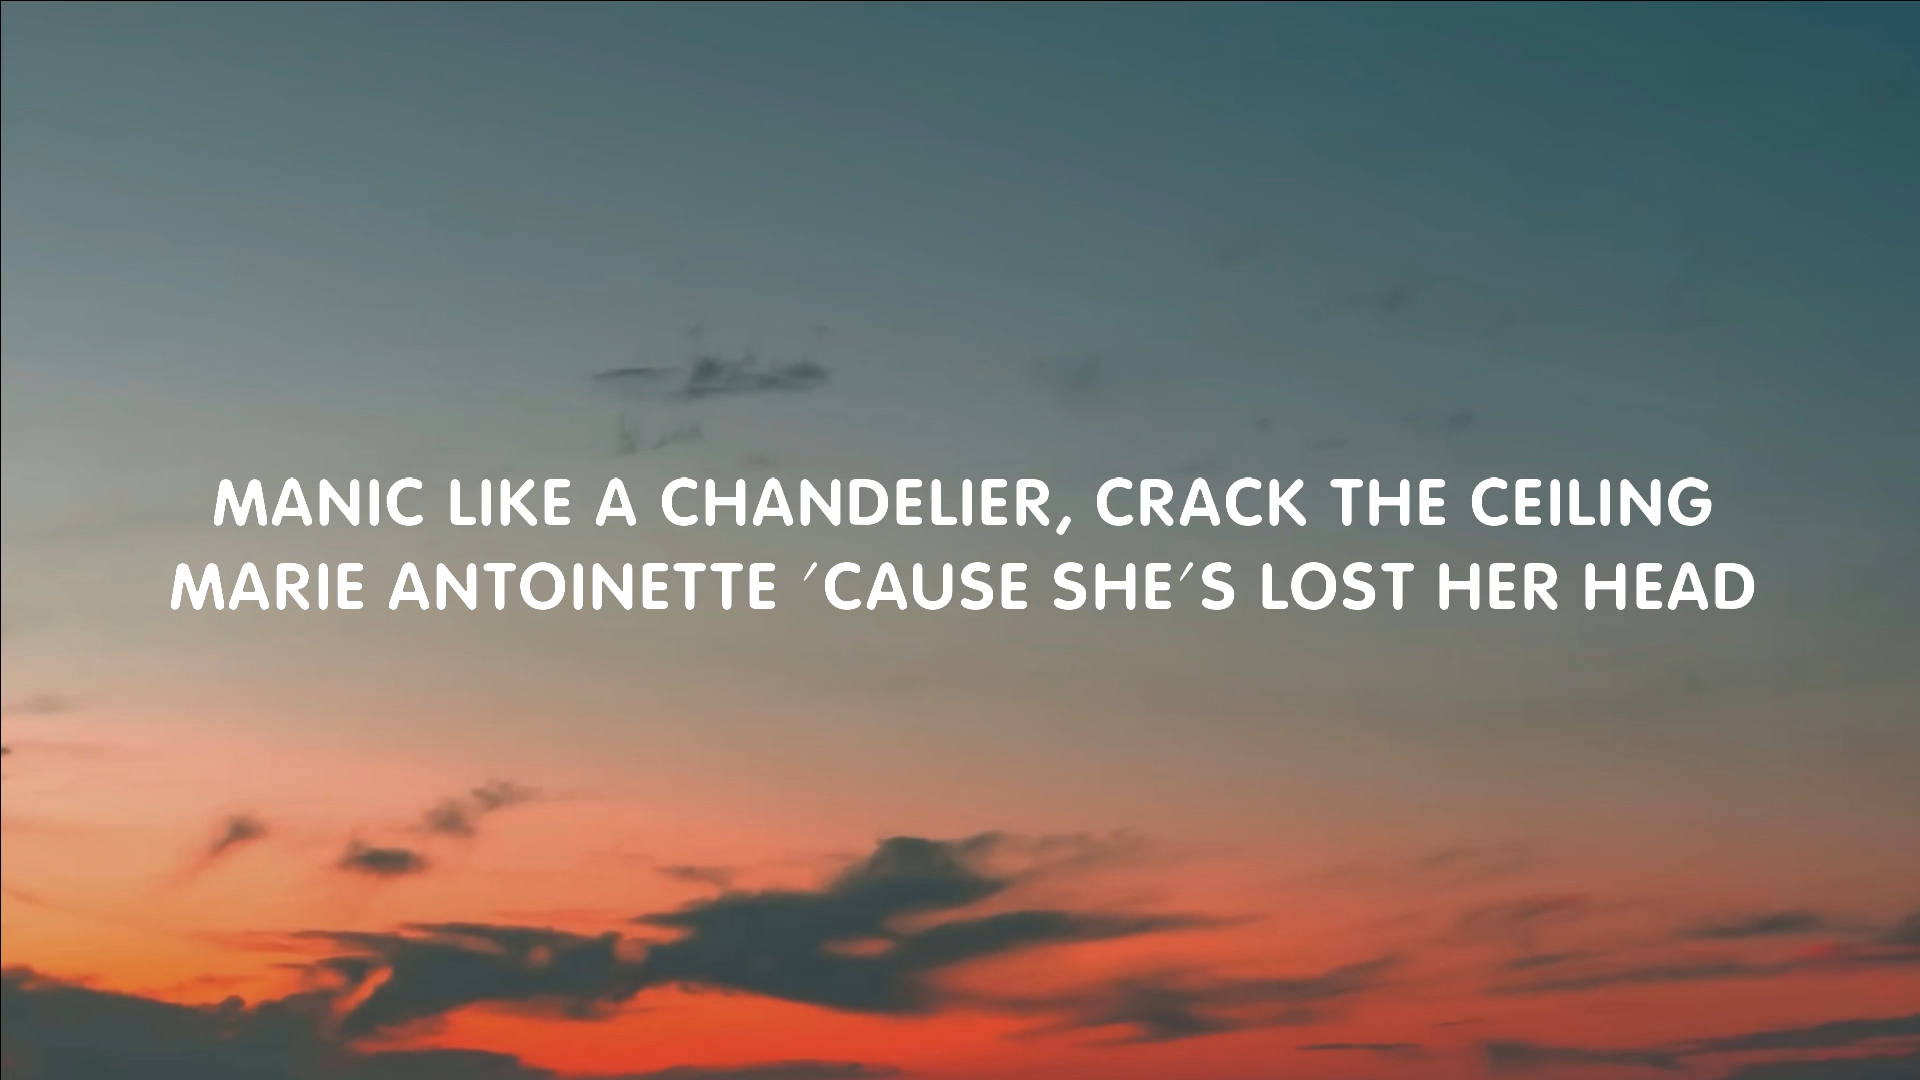 MANIC LIKE A CHANDELIER, CRACK THE CEILING
MARIE ANTOINETTE 'CAUSE SHE'S LOST HER HEAD